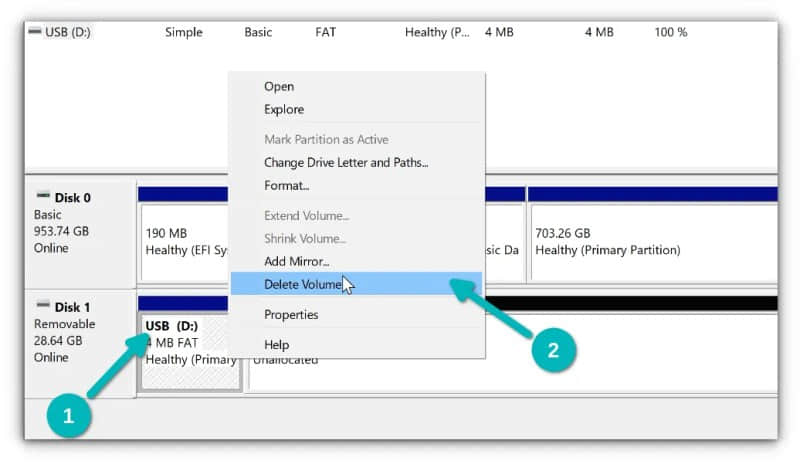 USB (D:) Simple Basic FAT Healthy (P... 4 MB 4 MB 100 %
Open
Explore
Mark Partition as Active
Change Drive Letter and Paths...
Format...
Extend Volume...
Shrink Volume...
Add Mirror...
Delete Volume...
Properties
Help
Disk 0
Basic
953.74 GB
Online
190 MB
Healthy (EFI Sy
sic Da
703.26 GB
Healthy (Primary Partition)
Disk 1
Removable
28.64 GB
Online
USB (D:)
4 MB FAT
Healthy (Primary
Unallocated
1
2